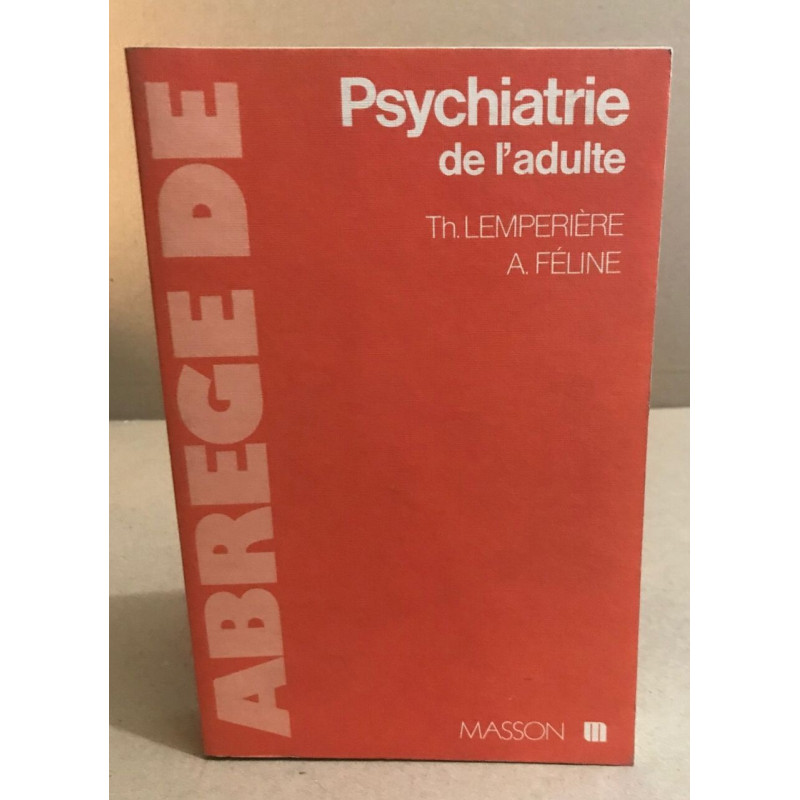 ABREGE DE
Psychiatrie
de l'adulte
Th. LEMPERIÈRE
A. FÉLINE
MASSON m